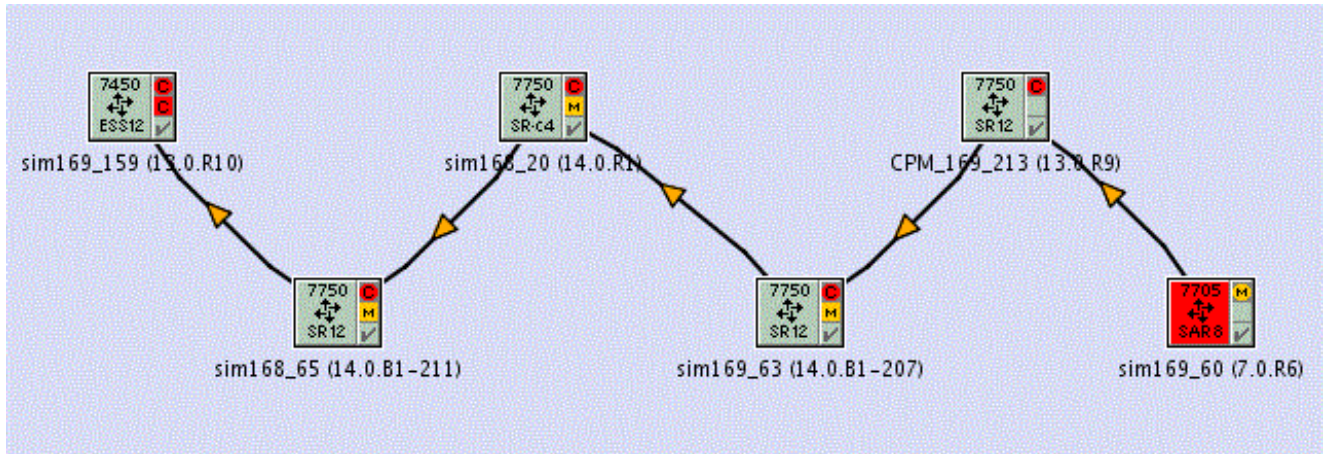 7450
C
C
ESS12
sim169_159 (13.0.R10)
7750
C
M
SR-c4
sim168_20 (14.0.R1)
7750
C
SR12
CPM_169_213 (13.0.R9)
7750
C
M
SR12
sim168_65 (14.0.B1-211)
7750
C
M
SR12
sim169_63 (14.0.B1-207)
7705
M
SAR8
sim169_60 (7.0.R6)